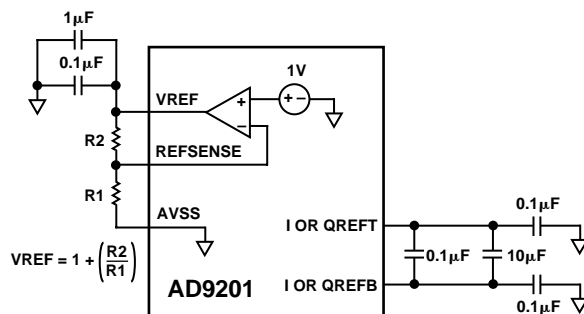 1µF
0.1µF
1V
VREF
+
+ –
–
R2
REFSENSE
R1
AVSS
0.1µF
I OR QREFT
VREF = 1 + (R2/R1)
0.1µF
10µF
AD9201
I OR QREFB
0.1µF